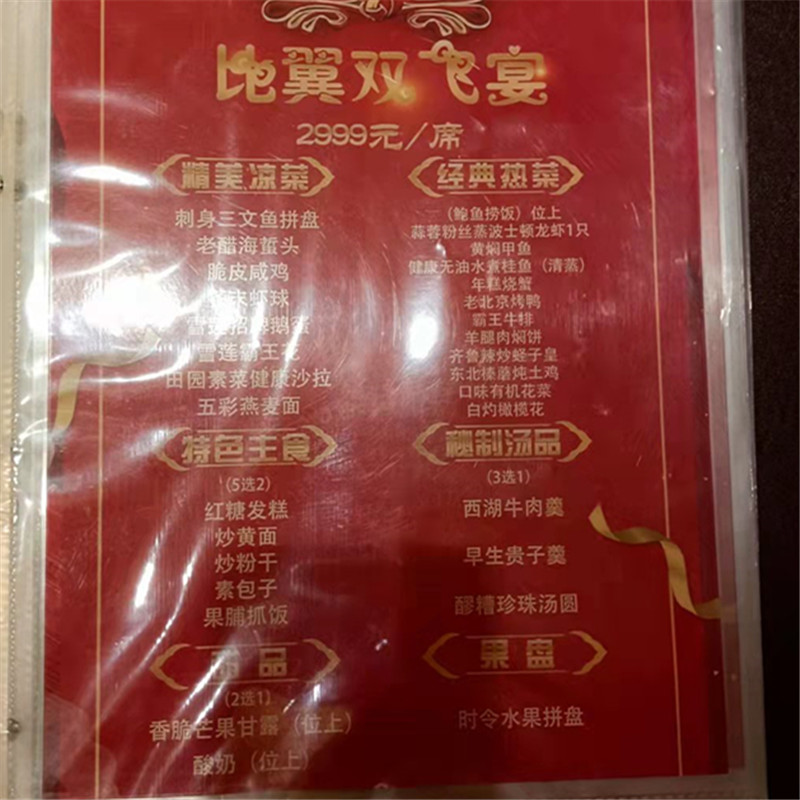 比翼双飞宴
2999元/席
精美凉菜
刺身三文鱼拼盘
老醋海蜇头
脆皮咸鸡
虾球
雪莲招牌鹅蛋
雪莲霸王花
田园素菜健康沙拉
五彩燕麦面
经典热菜
（鲍鱼捞饭）位上
蒜蓉粉丝蒸波士顿龙虾1只
黄焖甲鱼
健康无油水煮桂鱼（清蒸）
年糕烧蟹
老北京烤鸭
霸王牛排
羊腿肉焖饼
齐鲁辣炒蛏子皇
东北榛蘑炖土鸡
口味有机花菜
白灼橄榄花
特色主食
（5选2）
红糖发糕
炒黄面
炒粉干
素包子
果脯抓饭
秘制汤品
（3选1）
西湖牛肉羹
早生贵子羹
醪糟珍珠汤圆
品
（2选1）
香脆芒果甘露（位上）
酸奶（位上）
果盘
时令水果拼盘